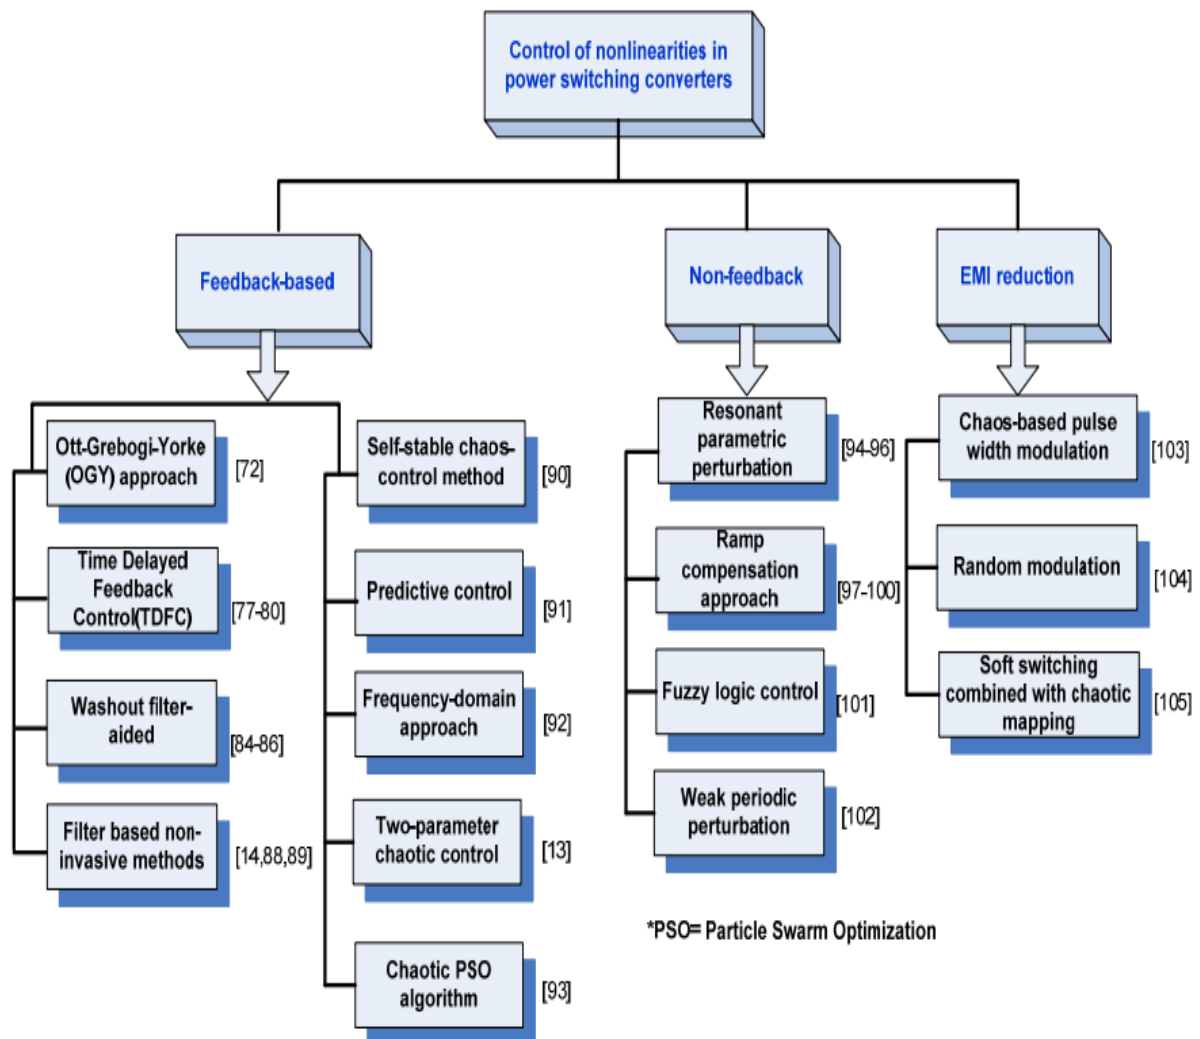 Control of nonlinearities in
power switching converters
Feedback-based
Non-feedback
EMI reduction
Ott-Grebogi-Yorke
(OGY) approach
[72]
Time Delayed
Feedback
Control(TDFC)
[77-80]
Washout filter-
aided
[84-86]
Filter based non-
invasive methods
[14,88,89]
Self-stable chaos-
control method
[90]
Predictive control
[91]
Frequency-domain
approach
[92]
Two-parameter
chaotic control
[13]
Chaotic PSO
algorithm
[93]
Resonant
parametric
perturbation
[94-96]
Ramp
compensation
approach
[97-100]
Fuzzy logic control
[101]
Weak periodic
perturbation
[102]
Chaos-based pulse
width modulation
[103]
Random modulation
[104]
Soft switching
combined with chaotic
mapping
[105]
*PSO= Particle Swarm Optimization